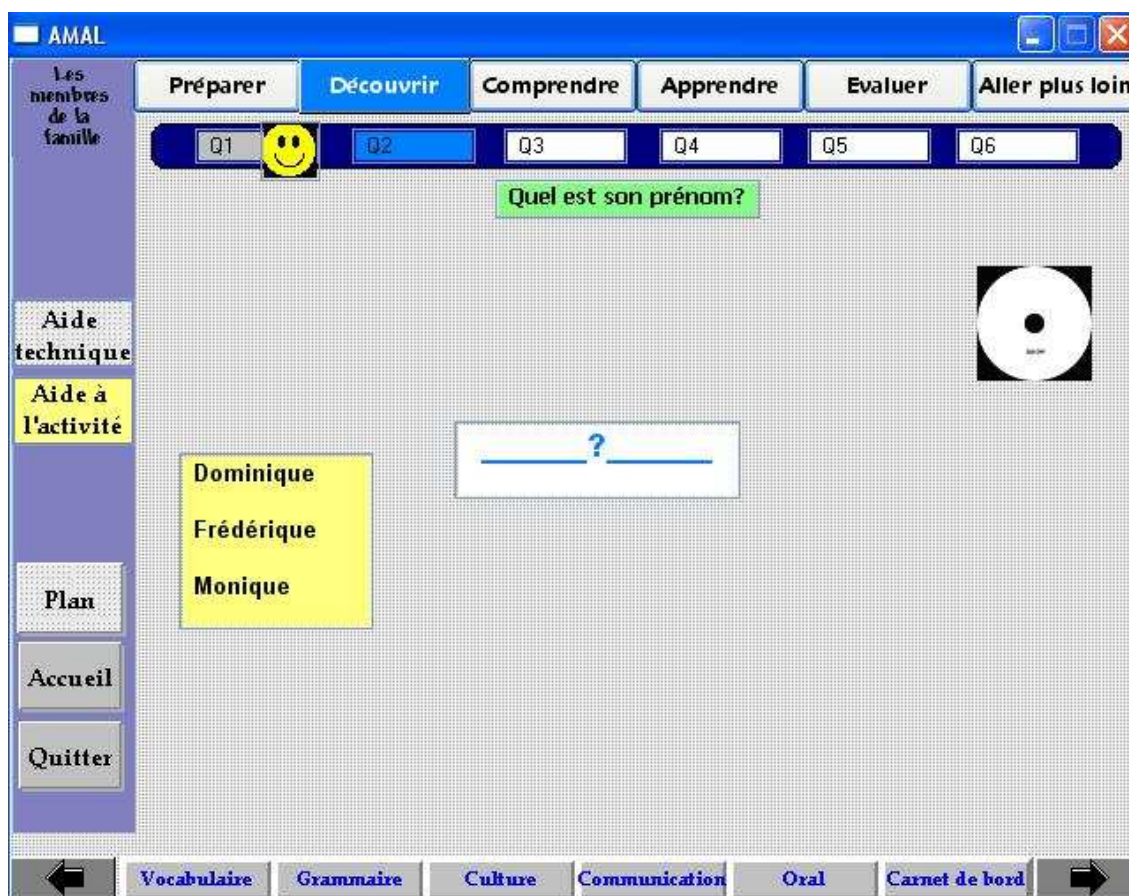 AMAL
Les
membres
de la
famille
Préparer
Découvrir
Comprendre
Apprendre
Evaluer
Aller plus loin
Q1
Q2
Q3
Q4
Q5
Q6
Quel est son prénom?
Aide
technique
Aide à
l'activité
______?______
Dominique
Frédérique
Monique
Plan
Accueil
Quitter
Vocabulaire
Grammaire
Culture
Communication
Oral
Carnet de bord